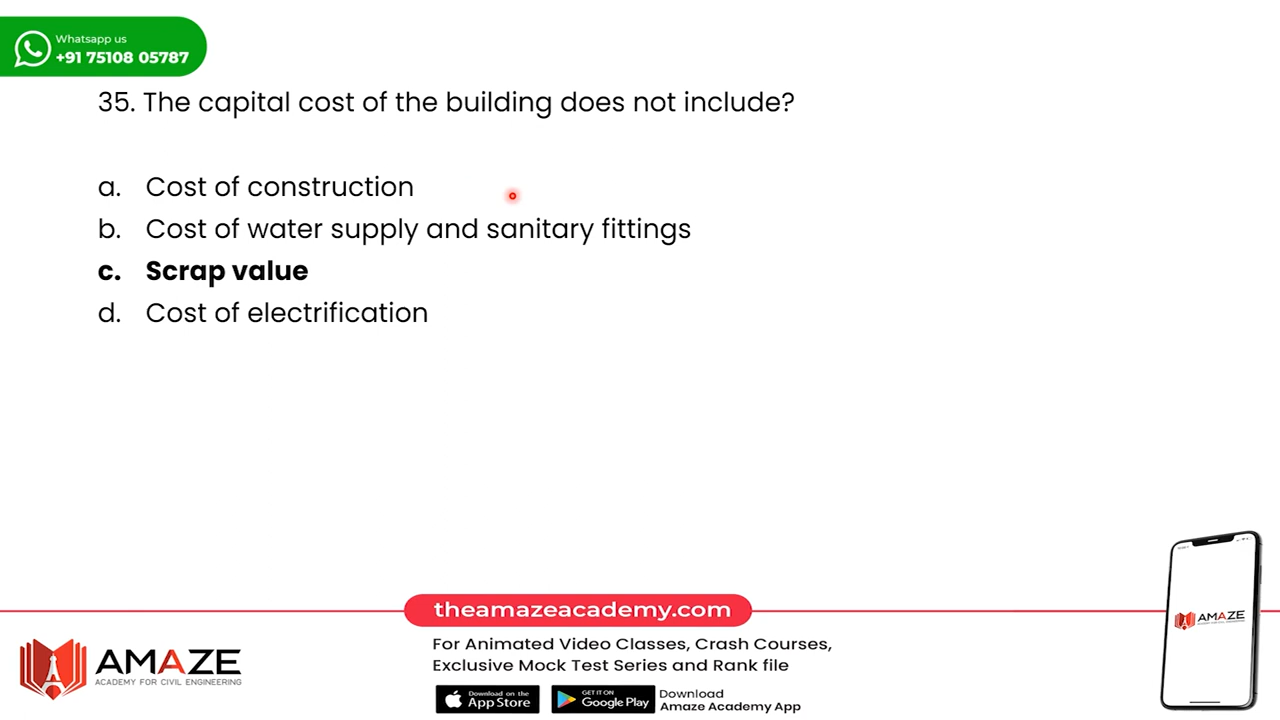 Whatsapp us
+91 75108 05787
35. The capital cost of the building does not include?
a. Cost of construction
b. Cost of water supply and sanitary fittings
c. Scrap value
d. Cost of electrification
theamazeacademy.com
For Animated Video Classes, Crash Courses,
Exclusive Mock Test Series and Rank file
AMAZE
ACADEMY FOR CIVIL ENGINEERING
Download on the
App Store
GET IT ON
Google Play
Download
Amaze Academy App
AMAZE